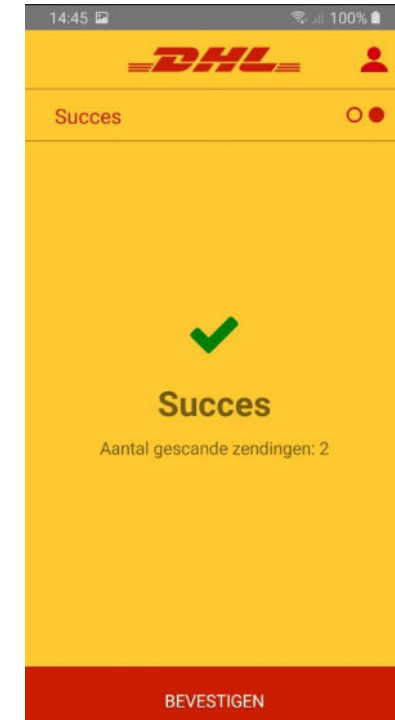 14:45 100%
DHL
Succes
Succes
Aantal gescande zendingen: 2
BEVESTIGEN